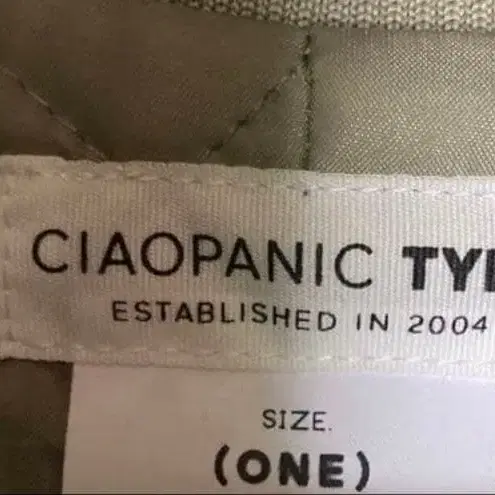 CIAOPANIC TY
ESTABLISHED IN 2004
SIZE.
(ONE)